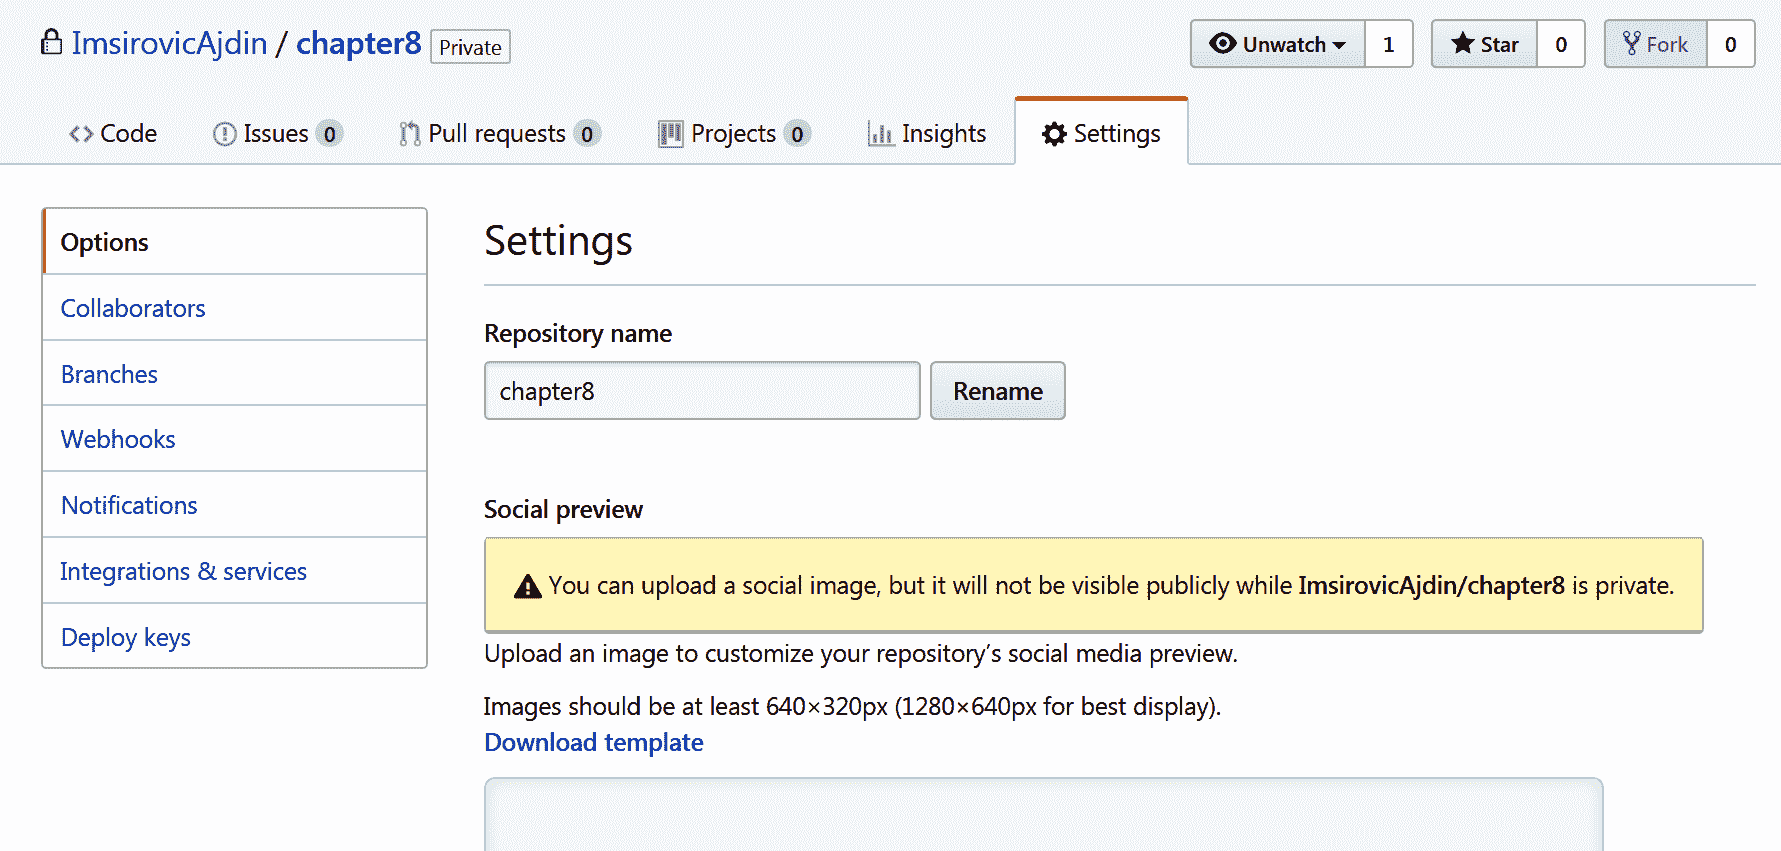 ImsirovicAjdin / chapter8 Private Unwatch 1 Star 0 Fork 0
Code Issues 0 Pull requests 0 Projects 0 Insights Settings
Options
Collaborators
Branches
Webhooks
Notifications
Integrations & services
Deploy keys
Settings
Repository name
chapter8 Rename
Social preview
You can upload a social image, but it will not be visible publicly while ImsirovicAjdin/chapter8 is private.
Upload an image to customize your repository’s social media preview.
Images should be at least 640×320px (1280×640px for best display).
Download template